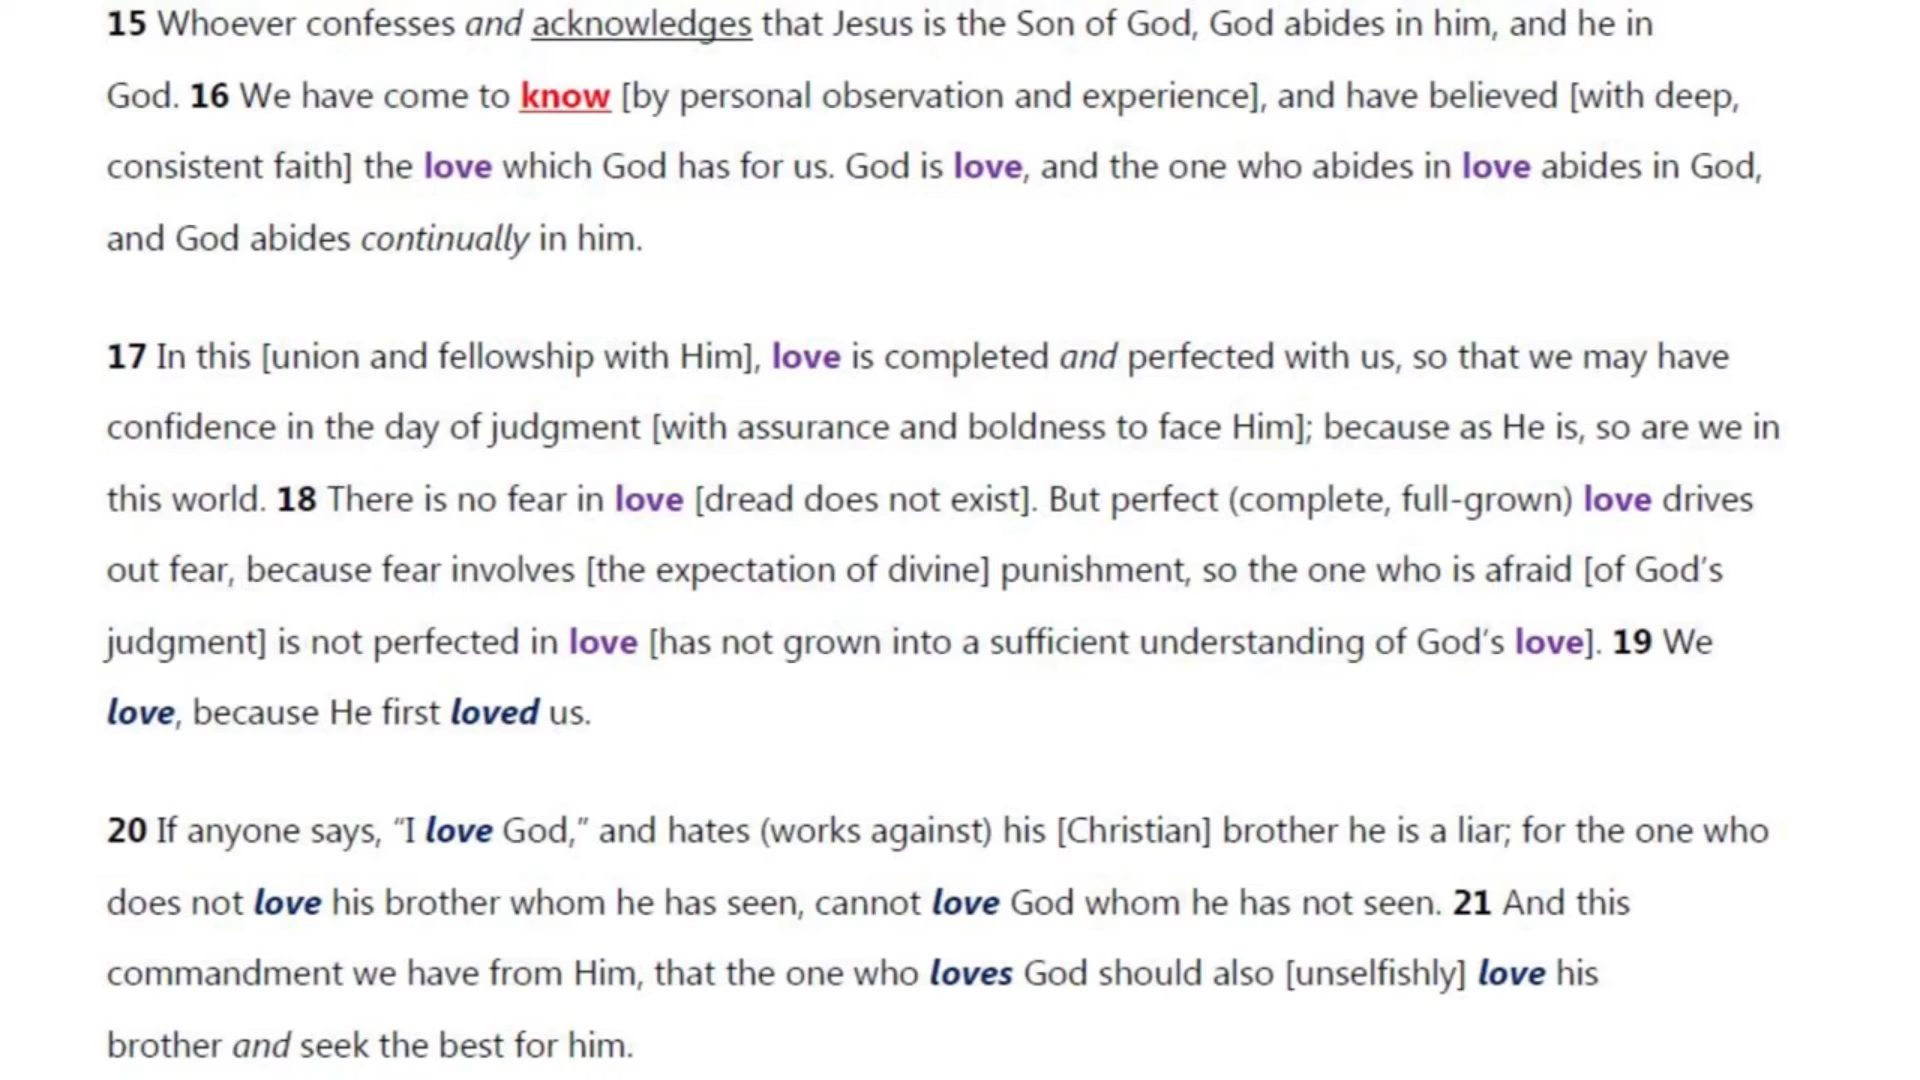 15 Whoever confesses and acknowledges that Jesus is the Son of God, God abides in him, and he in
God. 16 We have come to know [by personal observation and experience], and have believed [with deep,
consistent faith] the love which God has for us. God is love, and the one who abides in love abides in God,
and God abides continually in him.
17 In this [union and fellowship with Him], love is completed and perfected with us, so that we may have
confidence in the day of judgment [with assurance and boldness to face Him]; because as He is, so are we in
this world. 18 There is no fear in love [dread does not exist]. But perfect (complete, full-grown) love drives
out fear, because fear involves [the expectation of divine] punishment, so the one who is afraid [of God’s
judgment] is not perfected in love [has not grown into a sufficient understanding of God’s love]. 19 We
love, because He first loved us.
20 If anyone says, “I love God,” and hates (works against) his [Christian] brother he is a liar; for the one who
does not love his brother whom he has seen, cannot love God whom he has not seen. 21 And this
commandment we have from Him, that the one who loves God should also [unselfishly] love his
brother and seek the best for him.